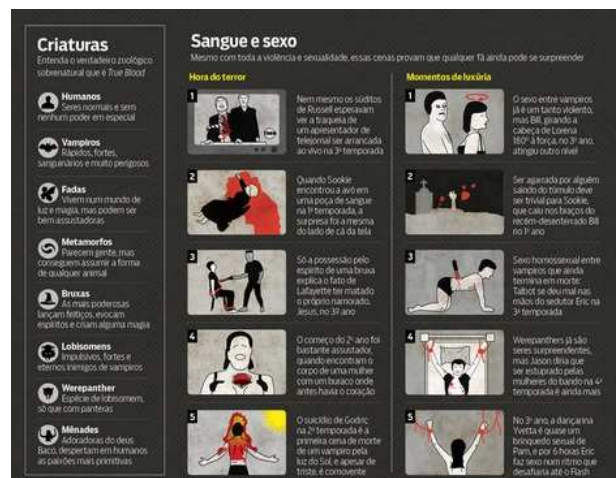 Criaturas
Entenda o verdadeiro zoológico
sobrenatural que é True Blood
Humanos
Seres normais e sem
nenhum poder em especial
Vampiros
Rápidos, fortes,
sanguinários e muito perigosos
Fadas
Vivem num mundo de
luz e magia, mas podem ser
bem assustadoras
Metamorfos
Parecem gente, mas
conseguem assumir a forma
de qualquer animal
Bruxas
As mais poderosas
lançam feitiços, evocam
espíritos e criam alguma magia
Lobisomens
Impulsivos, fortes e
eternos inimigos de vampiros
Werepanther
Espécie de lobisomem,
só que com panteras
Mênades
Adoradoras do deus
Baco, despertam em humanos
as paixões mais primitivas
Sangue e sexo
Mesmo com toda a violência e sexualidade, essas cenas provam que qualquer fã ainda pode se surpreender
Hora do terror
1
Nem mesmo os súditos
de Russell esperavam
ver a traqueia de
um apresentador de
telejornal ser arrancada
ao vivo na 3ª temporada
2
Quando Sookie
encontrou a avó em
uma poça de sangue
na 1ª temporada, a
surpresa foi a mesma
do lado de cá da tela
3
Só a possessão pelo
espírito de uma bruxa
explica o fato de
Lafayette ter matado
o próprio namorado,
Jesus, no 3º ano
4
O começo do 2º ano foi
bastante assustador,
quando encontram o
corpo de uma mulher
com um buraco onde
antes havia o coração
5
O suicídio de Godric
na 2ª temporada é a
primeira cena de morte
de um vampiro pela
luz do Sol, e apesar de
triste, é comovente
Momentos de luxúria
1
O sexo entre vampiros
já é um tanto violento,
mas Bill, girando a
cabeça de Lorena
180º à força, no 3º ano,
atingiu outro nível
2
Ser agarrada por alguém
saindo do túmulo deve
ser trivial para Sookie,
que caiu nos braços do
recém-desenterrado Bill
no 1º ano
3
Sexo homossexual entre
vampiros que ainda
termina em morte:
Talbot se deu mal nas
mãos do sedutor Eric na
3ª temporada
4
Werepanthers já são
seres surpreendentes,
mas Jason diria que
ser estuprado pelas
mulheres do bando na 4ª
temporada é ainda mais
5
No 3º ano, a dançarina
Yvetta é quase um
brinquedo sexual de
Pam, e por 6 horas Eric
faz sexo num ritmo que
desafiaria até o Flash